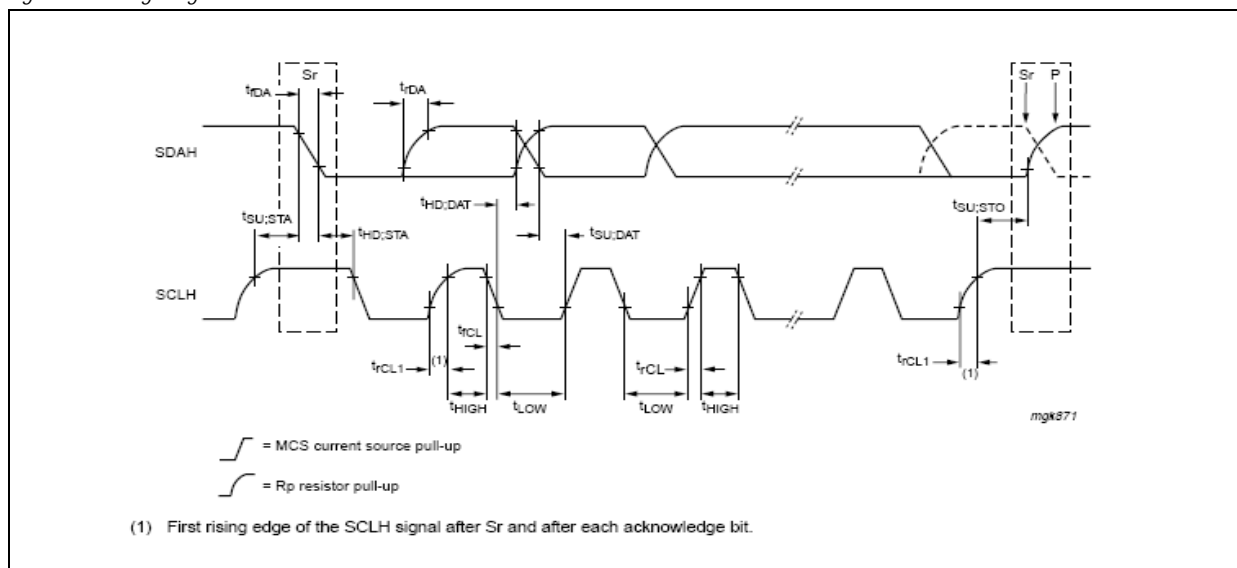 Sr
tfDA
trDA
Sr P
SDAH
tSU;STA
tHD;STA
tHD;DAT
tSU;DAT
tSU;STO
SCLH
tfCL
trCL1
(1)
tHIGH
tLOW
tLOW
trCL
tHIGH
trCL1
(1)
mgk871
= MCS current source pull-up
= Rp resistor pull-up
(1) First rising edge of the SCLH signal after Sr and after each acknowledge bit.